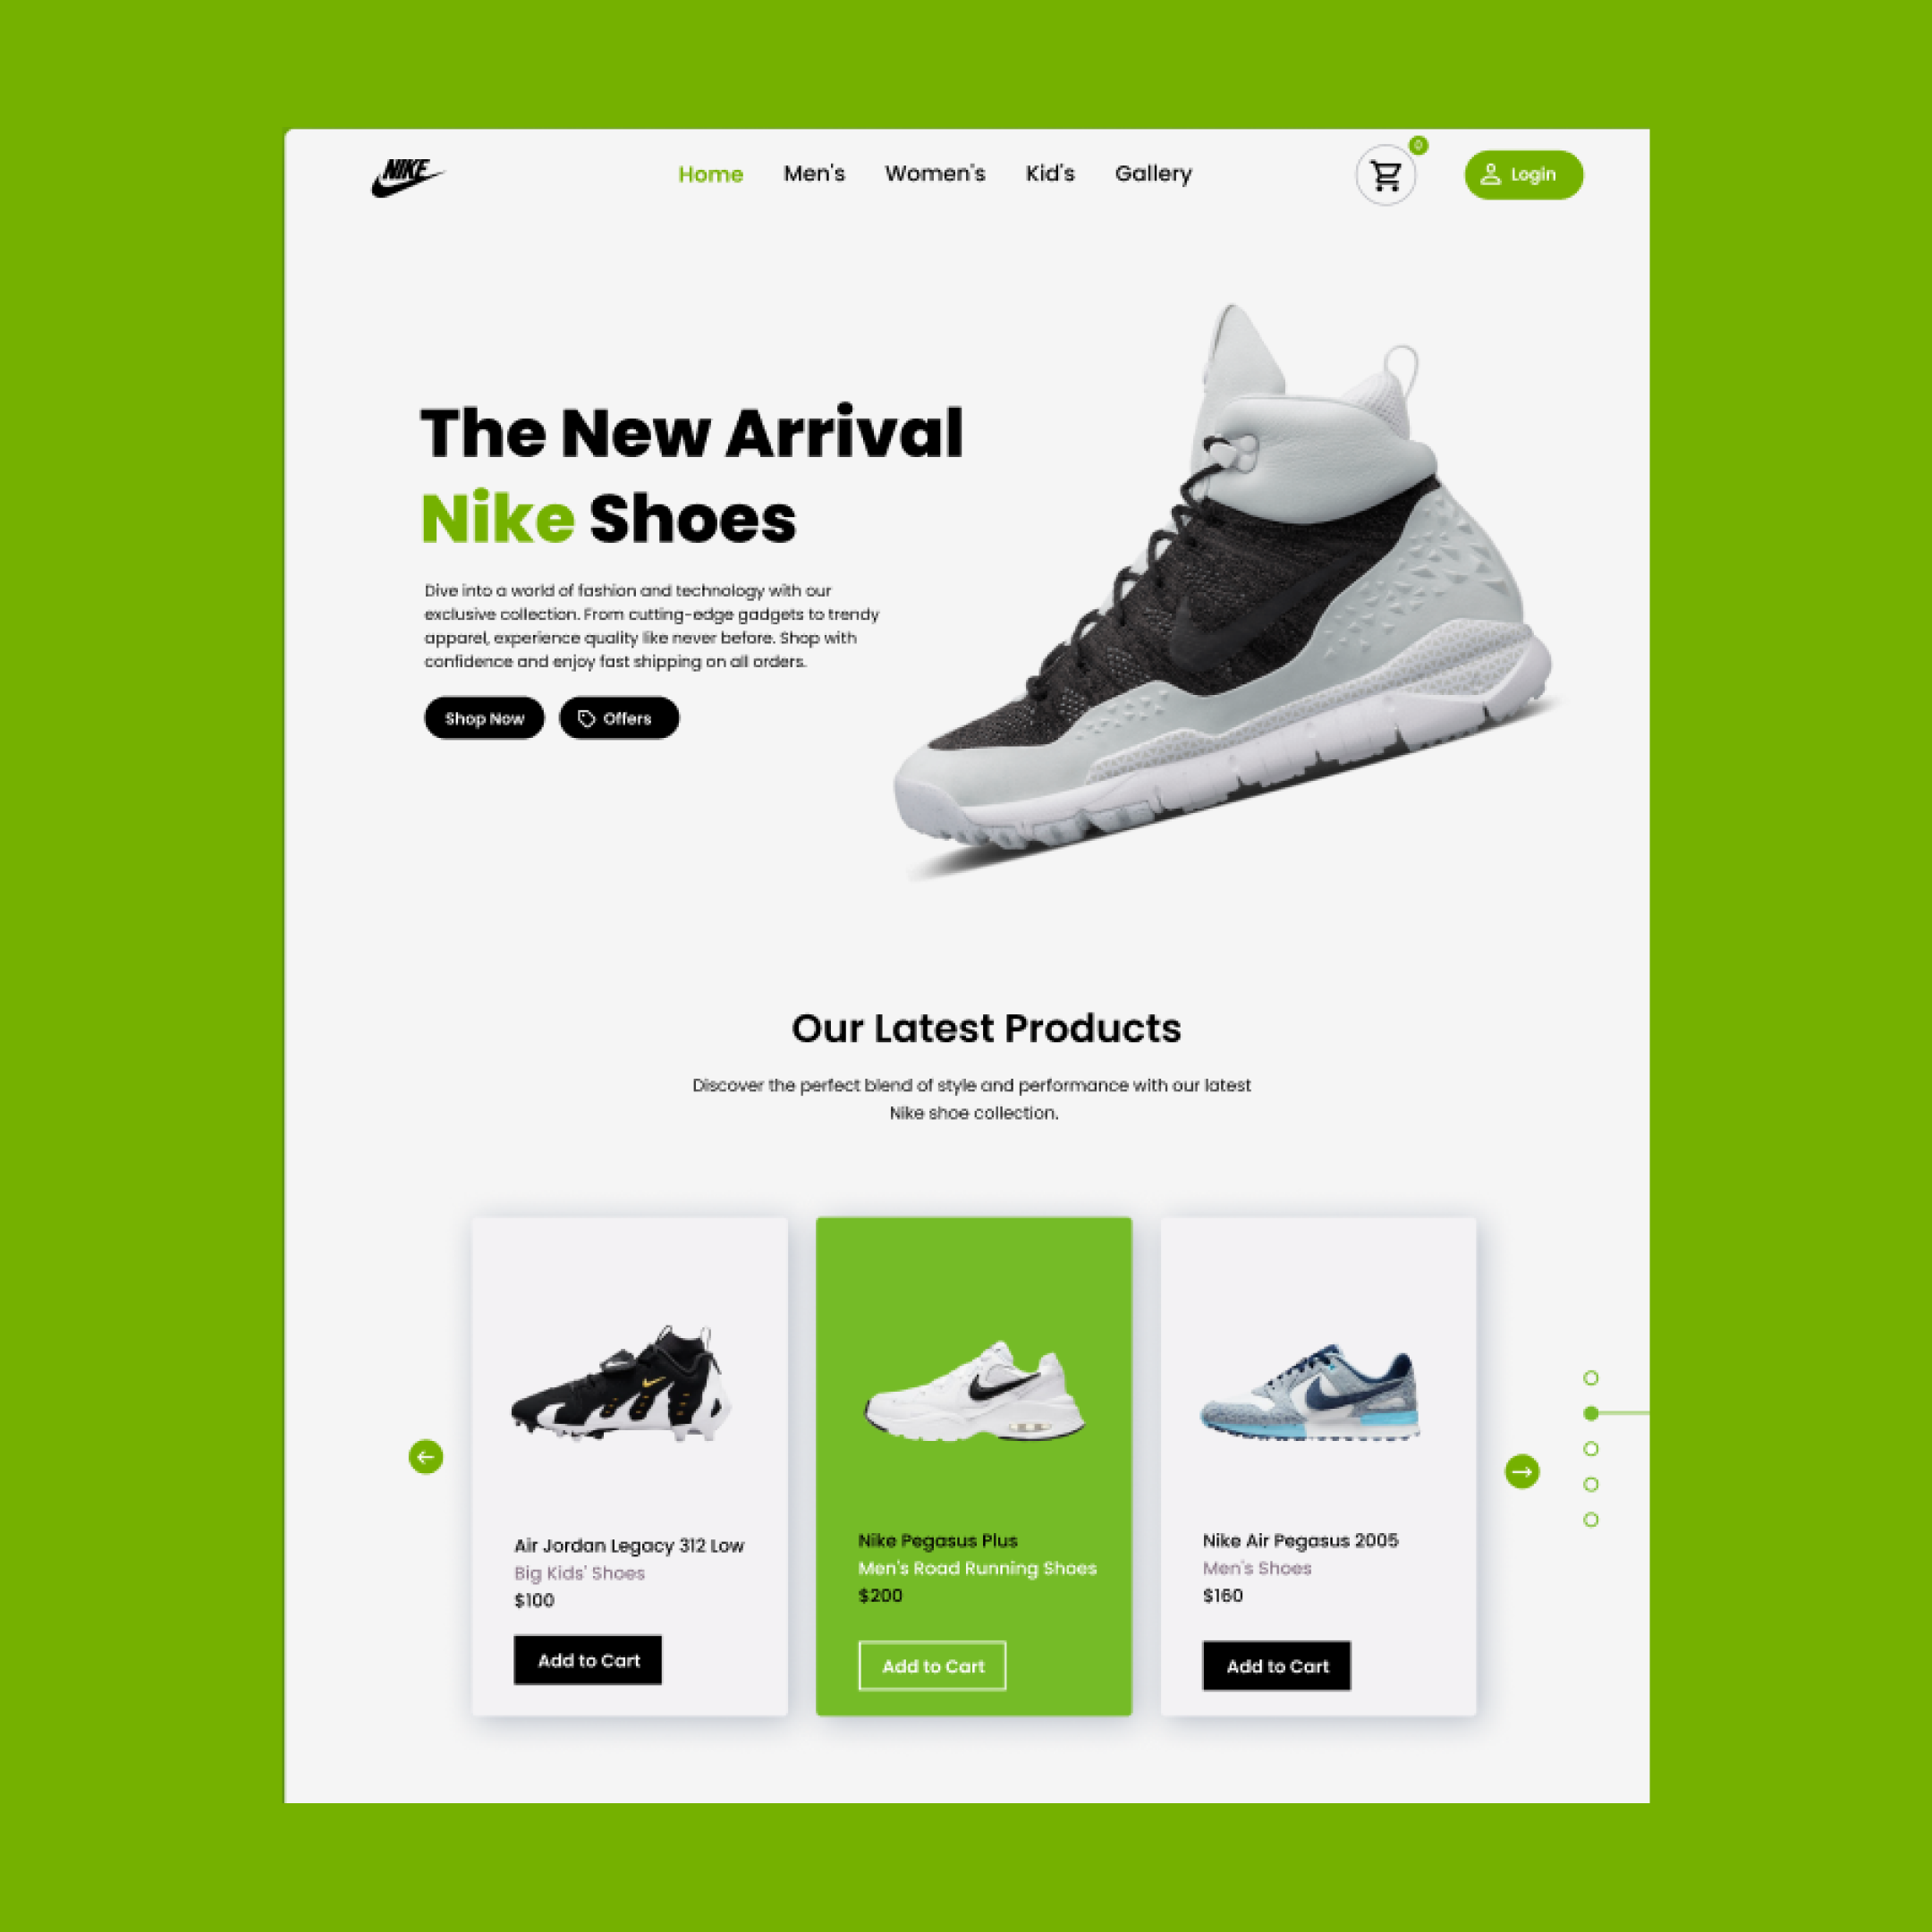 NIKE
Home Men's Women's Kid's Gallery
0
Login
The New Arrival
Nike Shoes
Dive into a world of fashion and technology with our
exclusive collection. From cutting-edge gadgets to trendy
apparel, experience quality like never before. Shop with
confidence and enjoy fast shipping on all orders.
Shop Now
Offers
Our Latest Products
Discover the perfect blend of style and performance with our latest
Nike shoe collection.
Air Jordan Legacy 312 Low
Big Kids' Shoes
$100
Add to Cart
Nike Pegasus Plus
Men's Road Running Shoes
$200
Add to Cart
Nike Air Pegasus 2005
Men's Shoes
$160
Add to Cart